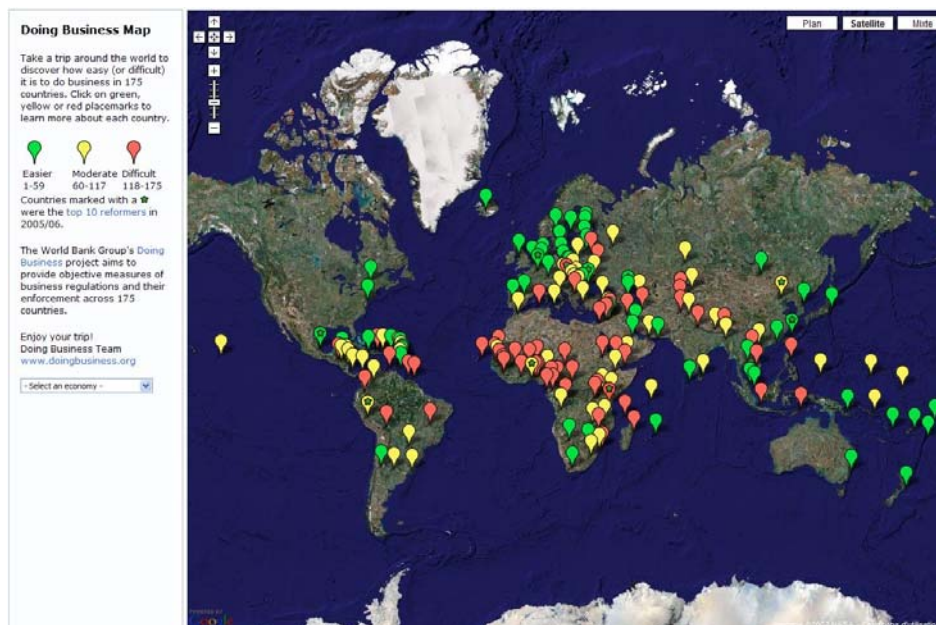 Doing Business Map
Take a trip around the world to
discover how easy (or difficult)
it is to do business in 175
countries. Click on green,
yellow or red placemarks to
learn more about each country.
Easier Moderate Difficult
1-59 60-117 118-175
Countries marked with a
were the top 10 reformers in
2005/06.
The World Bank Group's Doing
Business project aims to
provide objective measures of
business regulations and their
enforcement across 175
countries.
Enjoy your trip!
Doing Business Team
www.doingbusiness.org
- Select an economy -
Plan Satellite Mixte
POWERED BY
Google